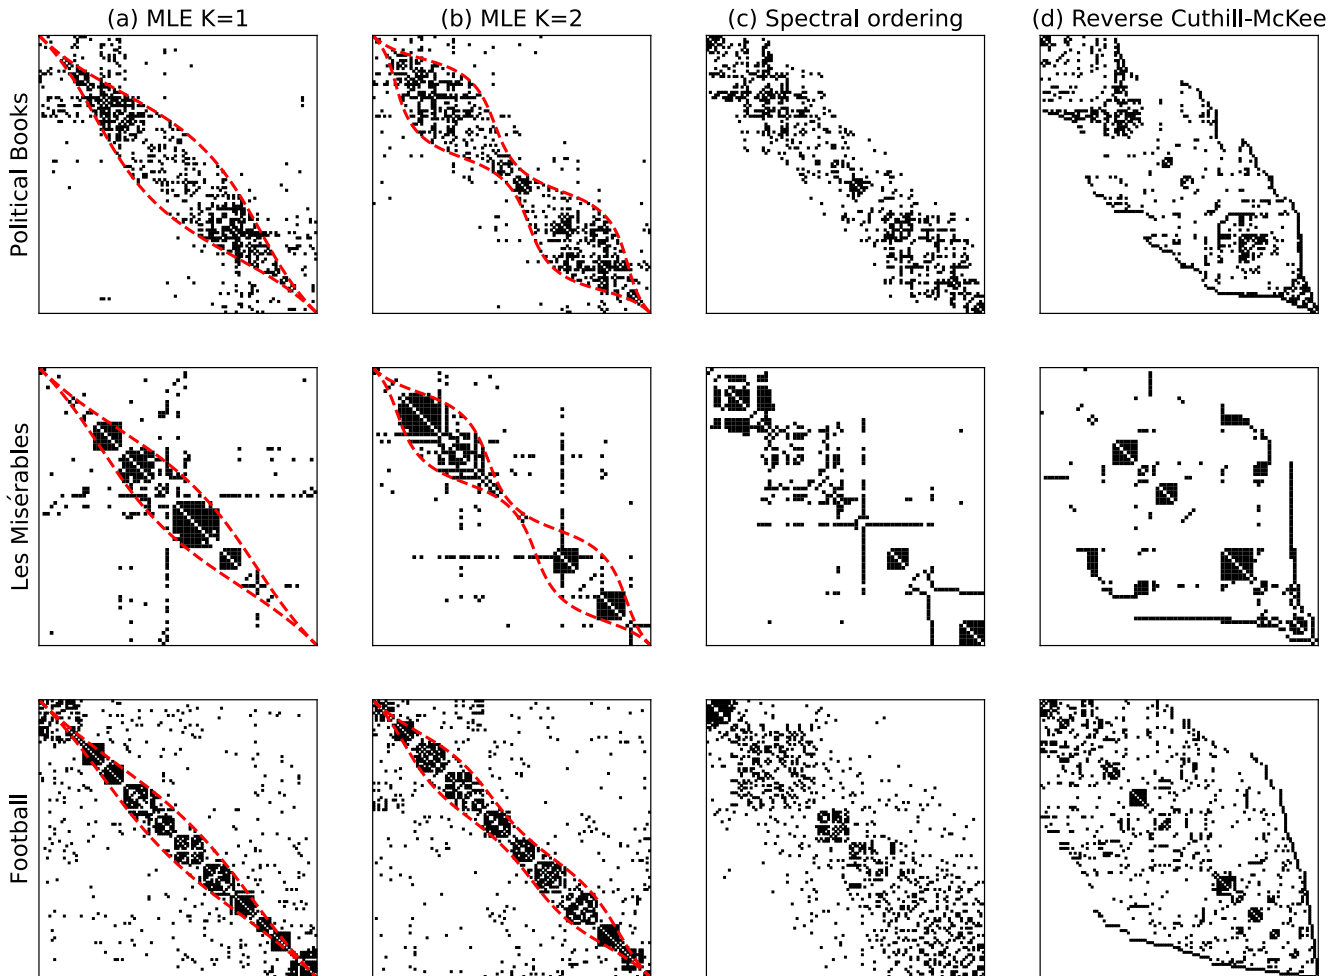 (a) MLE K=1
(b) MLE K=2
(c) Spectral ordering
(d) Reverse Cuthill-McKee
Political Books
Les Misérables
Football